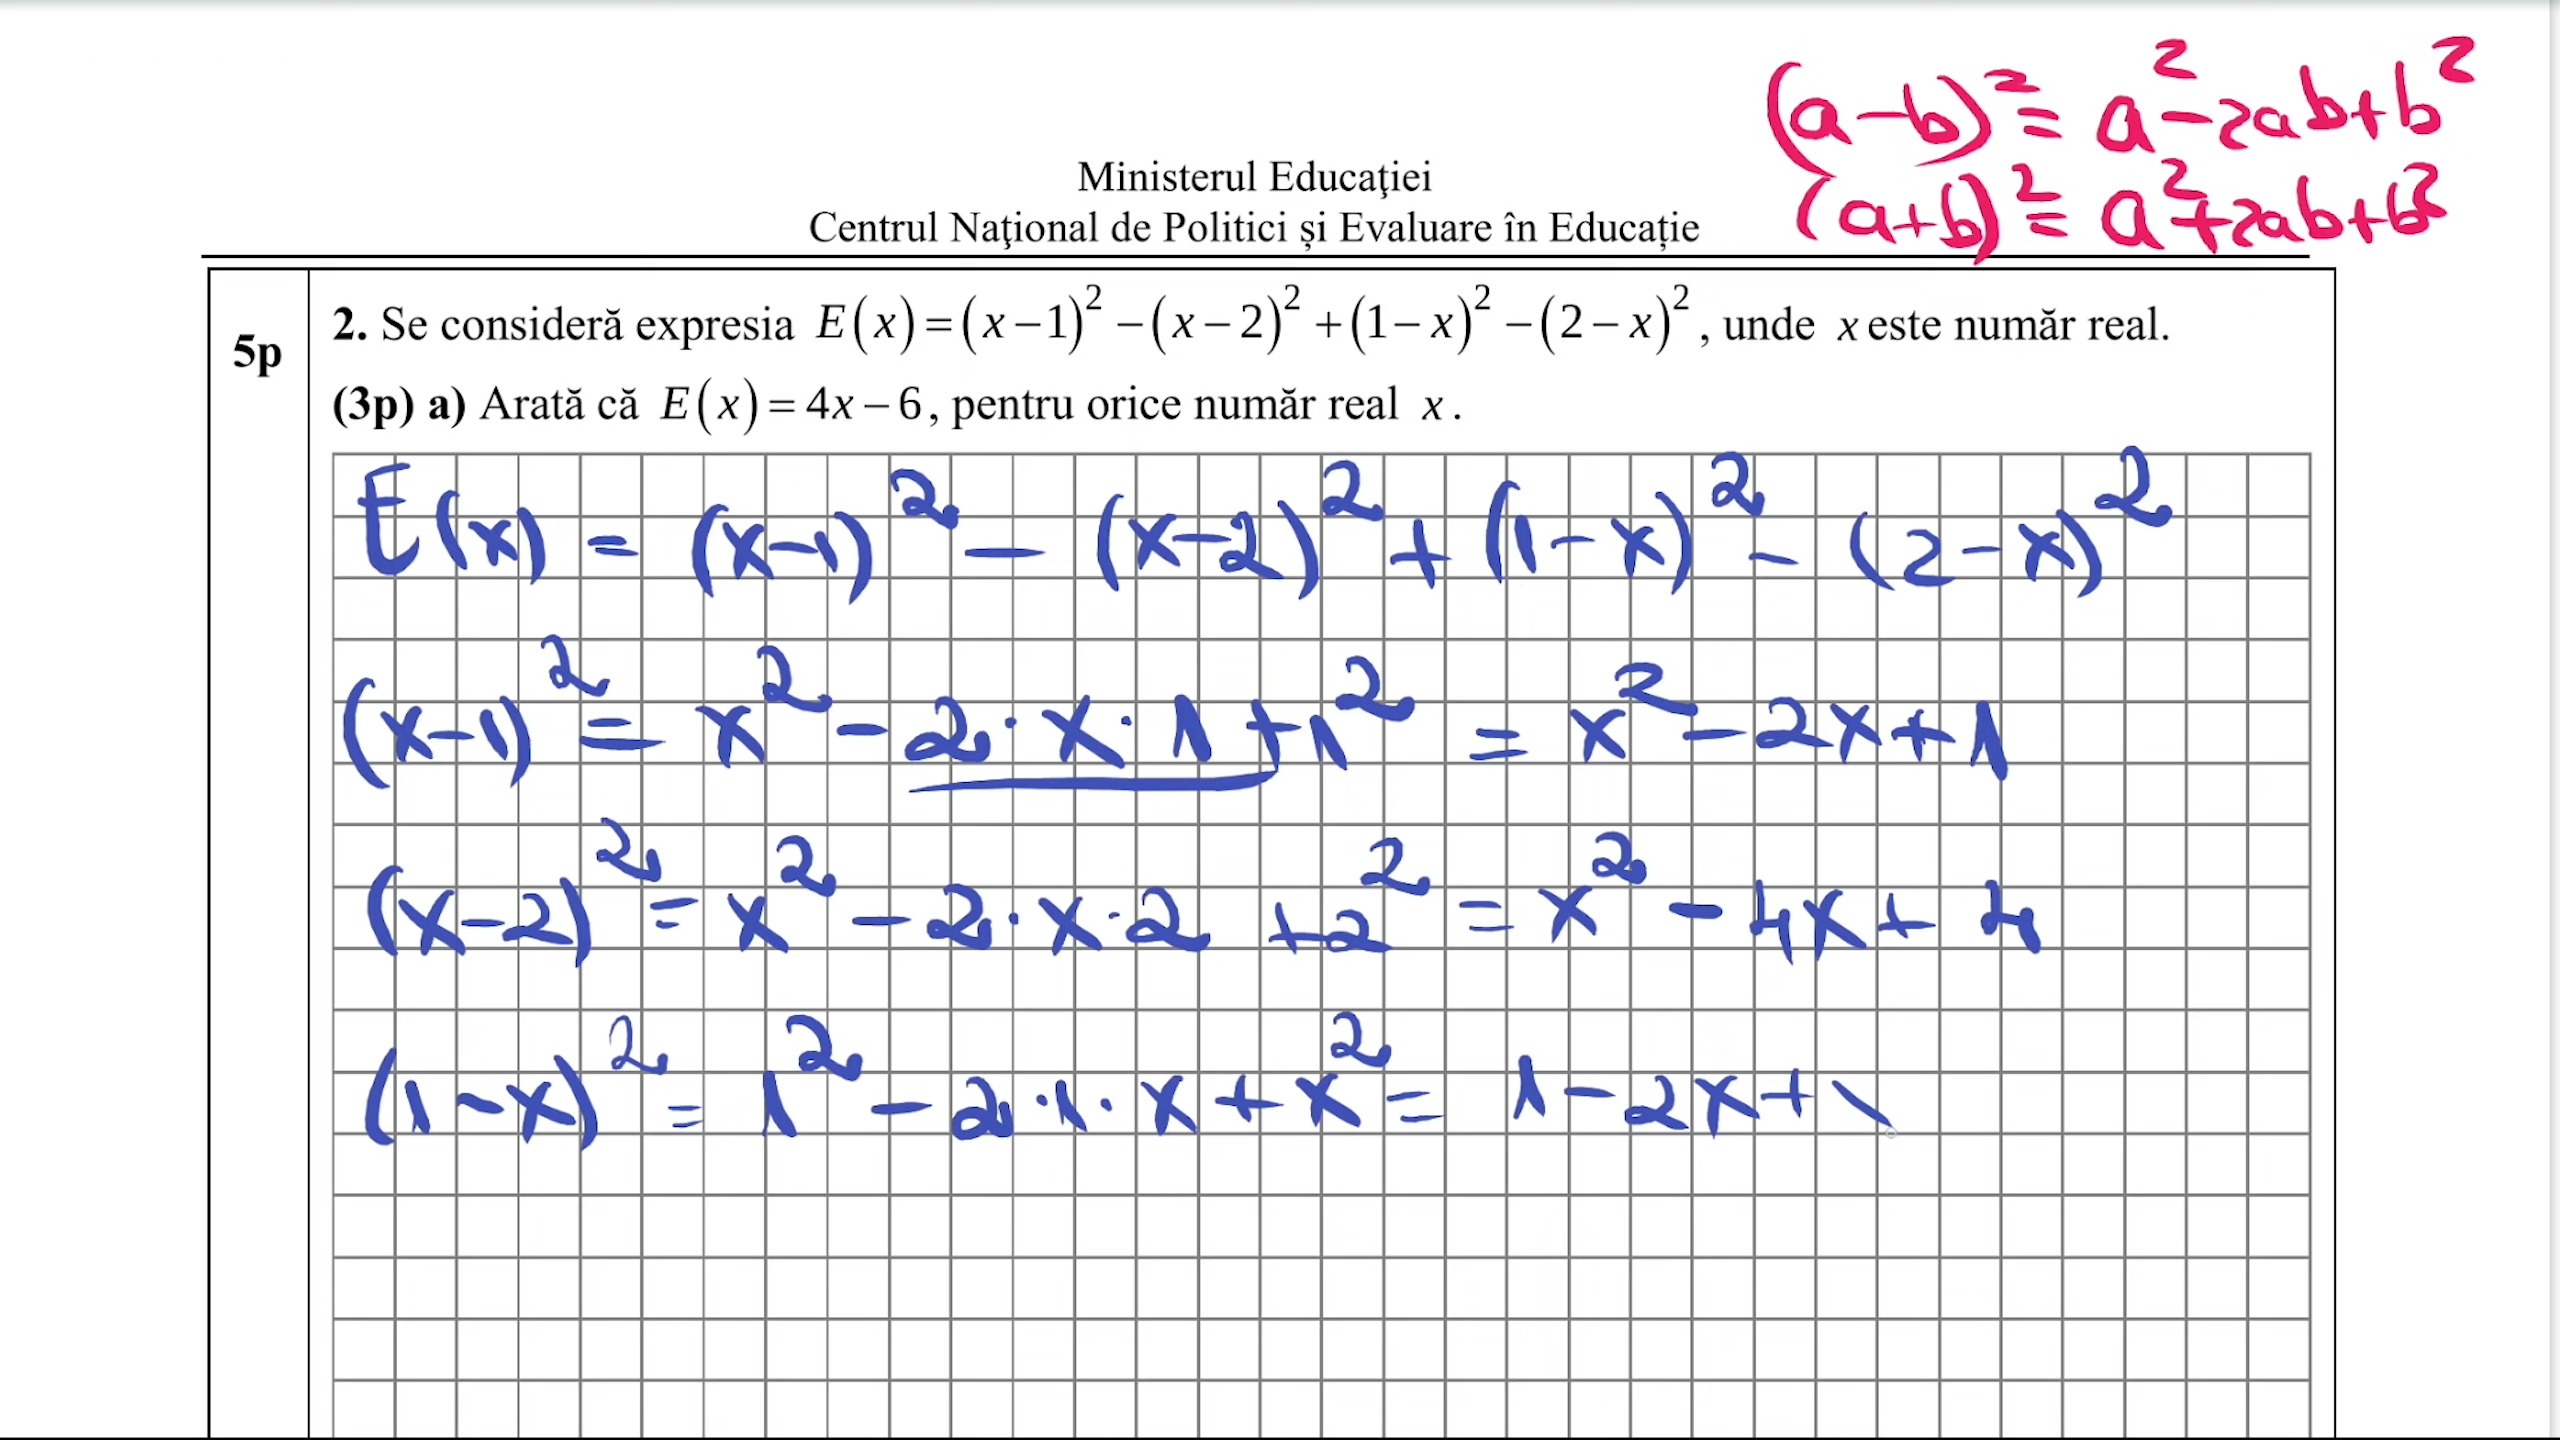 (a-b)² = a²-2ab+b²
Ministerul Educaţiei
Centrul Naţional de Politici și Evaluare în Educație
(a+b)² = a²+2ab+b²
5p
2. Se consideră expresia E(x)=(x−1)²−(x−2)²+(1−x)²−(2−x)², unde x este număr real.
(3p) a) Arată că E(x)=4x−6, pentru orice număr real x.
E(x) = (x-1)² - (x-2)² + (1-x)² - (2-x)²
(x-1)² = x² - 2·x·1+1² = x²-2x+1
(x-2)² = x² - 2·x·2 +2² = x² - 4x+ 4
(1-x)² = 1² - 2·1·x + x² = 1-2x+